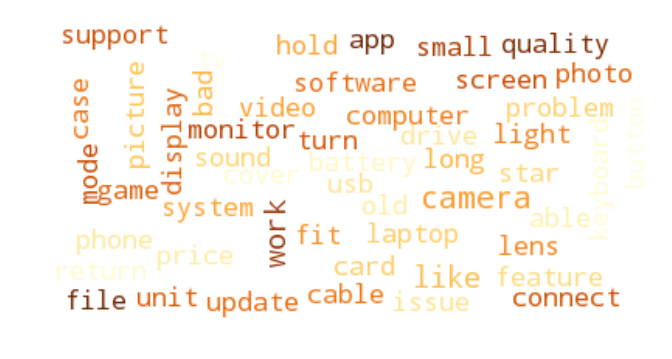 support
hold app small quality
software screen photo
case picture bad
video computer problem
mode display monitor turn drive light
sound cover battery long star
usb keyboard button
game system old camera able
work fit laptop
phone price lens
return card like feature
file unit update cable issue connect